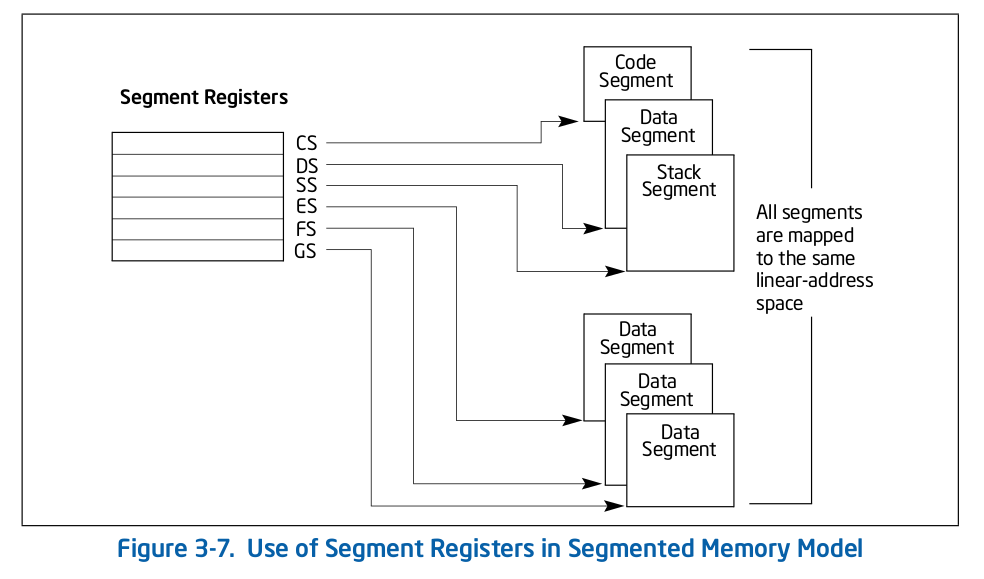 Segment Registers
CS
DS
SS
ES
FS
GS
Code
Segment
Data
Segment
Stack
Segment
Data
Segment
Data
Segment
Data
Segment
All segments
are mapped
to the same
linear-address
space
Figure 3-7. Use of Segment Registers in Segmented Memory Model